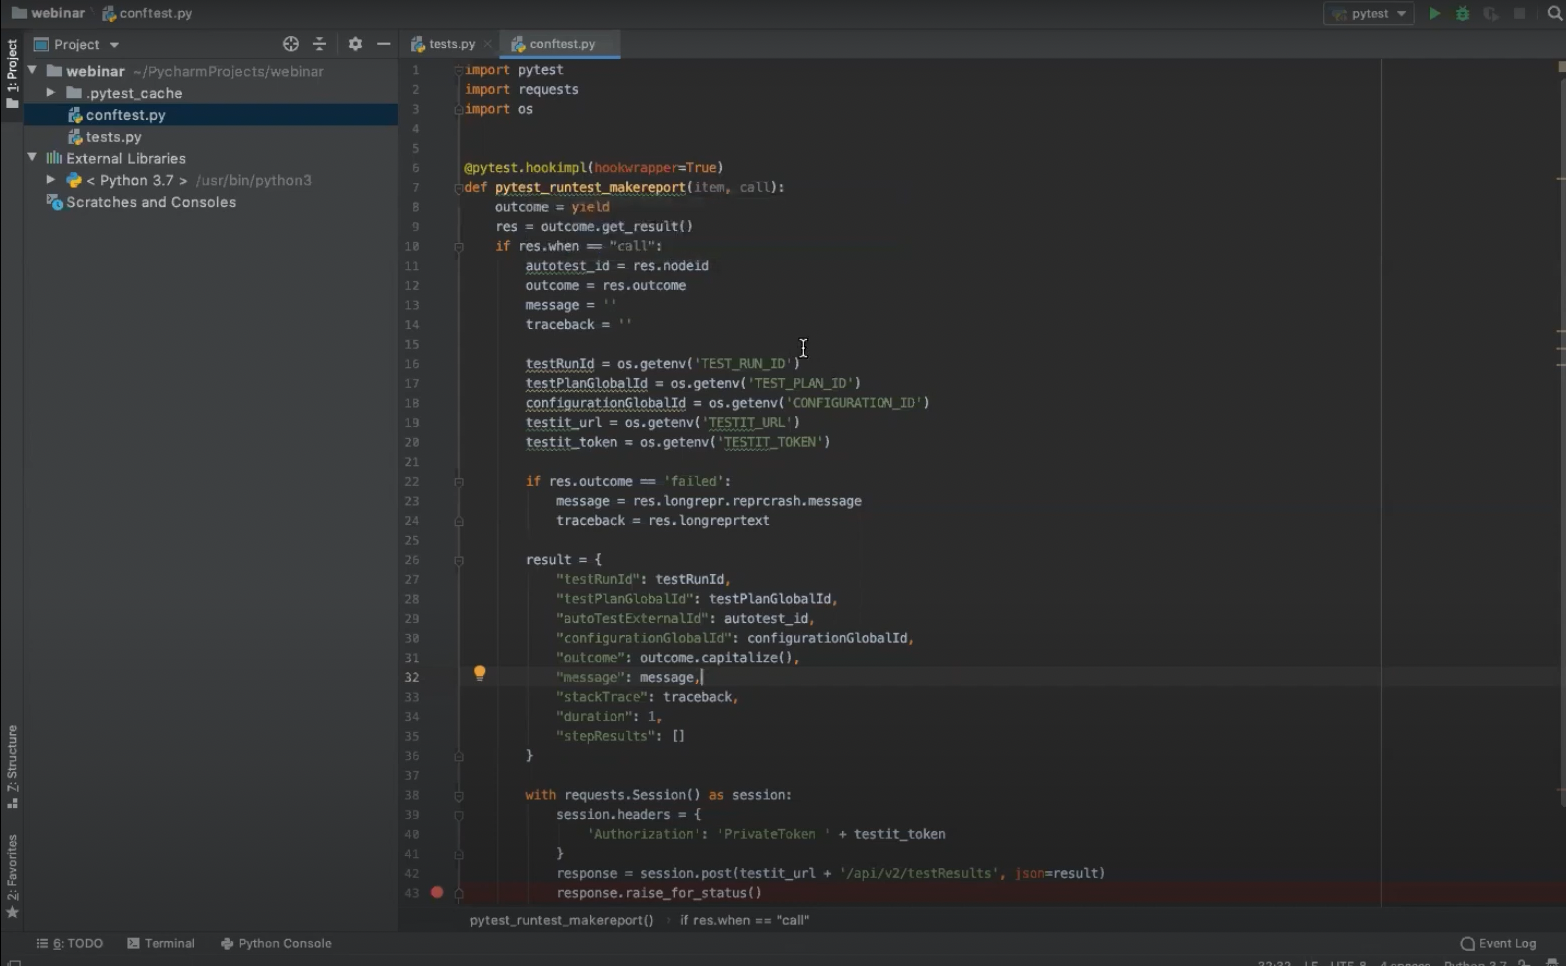 webinar conftest.py
pytest
1: Project
Project
tests.py
conftest.py
webinar ~/PycharmProjects/webinar
.pytest_cache
conftest.py
tests.py
External Libraries
< Python 3.7 > /usr/bin/python3
Scratches and Consoles
1 import pytest
2 import requests
3 import os
4
5
6 @pytest.hookimpl(hookwrapper=True)
7 def pytest_runtest_makereport(item, call):
8 outcome = yield
9 res = outcome.get_result()
10 if res.when == "call":
11 autotest_id = res.nodeid
12 outcome = res.outcome
13 message = ''
14 traceback = ''
15
16 testRunId = os.getenv('TEST_RUN_ID')
17 testPlanGlobalId = os.getenv('TEST_PLAN_ID')
18 configurationGlobalId = os.getenv('CONFIGURATION_ID')
19 testit_url = os.getenv('TESTIT_URL')
20 testit_token = os.getenv('TESTIT_TOKEN')
21
22 if res.outcome == 'failed':
23 message = res.longrepr.reprcrash.message
24 traceback = res.longreprtext
25
26 result = {
27 "testRunId": testRunId,
28 "testPlanGlobalId": testPlanGlobalId,
29 "autoTestExternalId": autotest_id,
30 "configurationGlobalId": configurationGlobalId,
31 "outcome": outcome.capitalize(),
32 "message": message,
33 "stackTrace": traceback,
34 "duration": 1,
35 "stepResults": []
36 }
37
38 with requests.Session() as session:
39 session.headers = {
40 'Authorization': 'PrivateToken ' + testit_token
41 }
42 response = session.post(testit_url + '/api/v2/testResults', json=result)
43 response.raise_for_status()
7: Structure
2: Favorites
pytest_runtest_makereport() if res.when == "call"
6: TODO Terminal Python Console Event Log
32:32 LF UTF-8 4 spaces Python 3.7